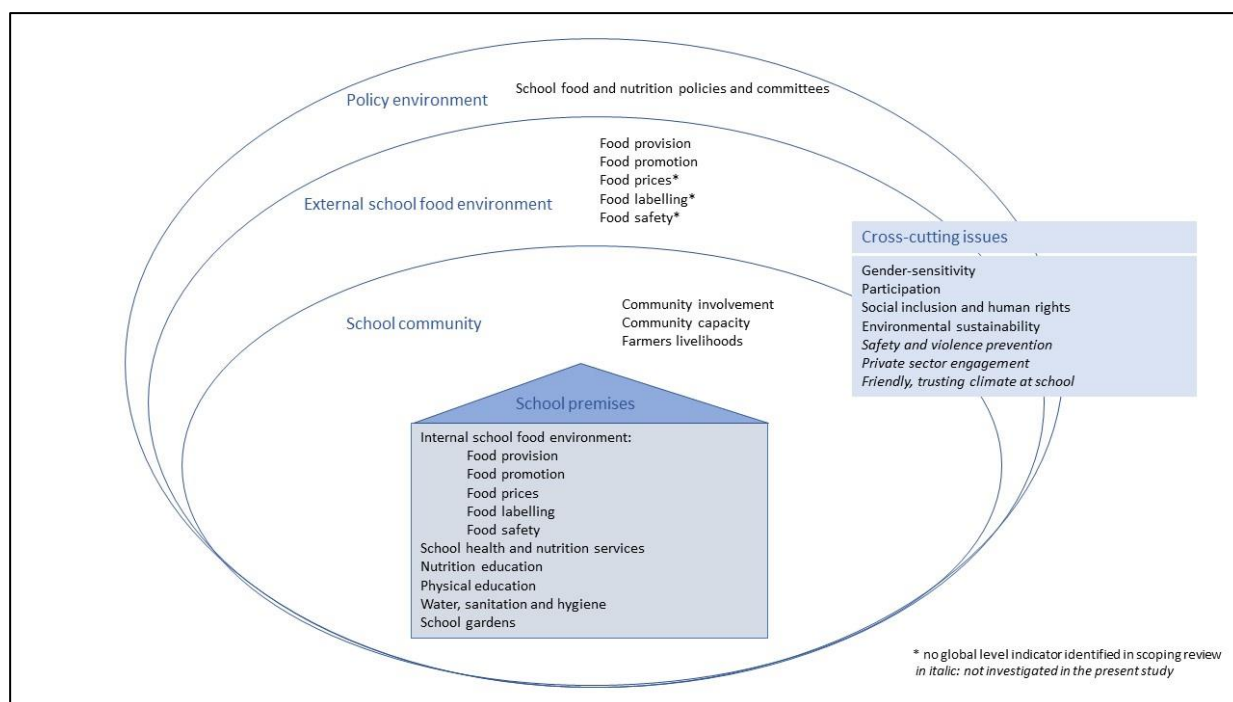 Policy environment
School food and nutrition policies and committees
External school food environment
Food provision
Food promotion
Food prices*
Food labelling*
Food safety*
Cross-cutting issues
Gender-sensitivity
Participation
Social inclusion and human rights
Environmental sustainability
Safety and violence prevention
Private sector engagement
Friendly, trusting climate at school
School community
Community involvement
Community capacity
Farmers livelihoods
School premises
Internal school food environment:
Food provision
Food promotion
Food prices
Food labelling
Food safety
School health and nutrition services
Nutrition education
Physical education
Water, sanitation and hygiene
School gardens
* no global level indicator identified in scoping review
in italic: not investigated in the present study